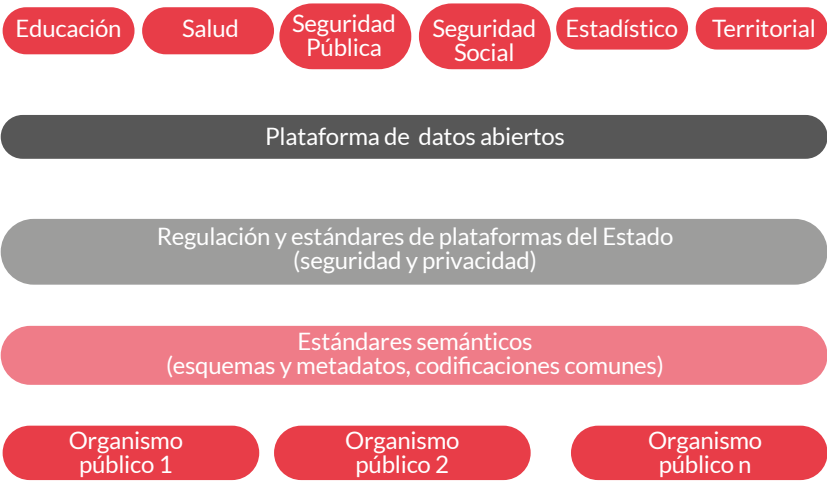 Educación
Salud
Seguridad
Pública
Seguridad
Social
Estadístico
Territorial
Plataforma de datos abiertos
Regulación y estándares de plataformas del Estado
(seguridad y privacidad)
Estándares semánticos
(esquemas y metadatos, codificaciones comunes)
Organismo
público 1
Organismo
público 2
Organismo
público n